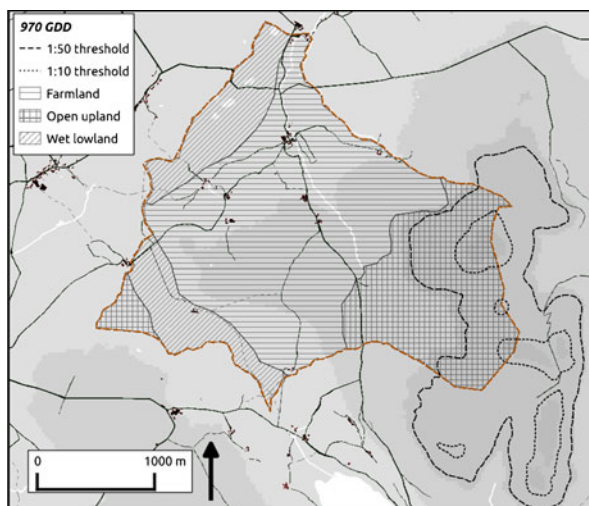 970 GDD
1:50 threshold
1:10 threshold
Farmland
Open upland
Wet lowland
0 1000 m